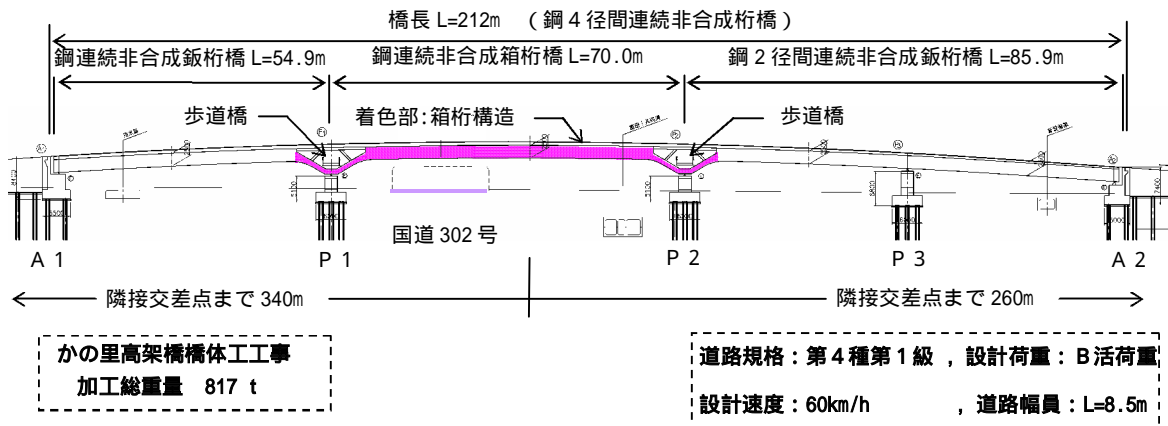 橋長 L=212m （鋼４径間連続非合成桁橋）
鋼連続非合成鈑桁橋 L=54.9m
鋼連続非合成箱桁橋 L=70.0m
鋼２径間連続非合成鈑桁橋 L=85.9m
歩道橋
着色部:箱桁構造
歩道橋
国道 302 号
Ａ１
Ｐ１
Ｐ２
Ｐ３
Ａ２
隣接交差点まで 340m
隣接交差点まで 260m
かの里高架橋橋体工工事
加工総重量 817 t
道路規格：第４種第１級 ，設計荷重：Ｂ活荷重
設計速度：60km/h ，道路幅員：L=8.5m